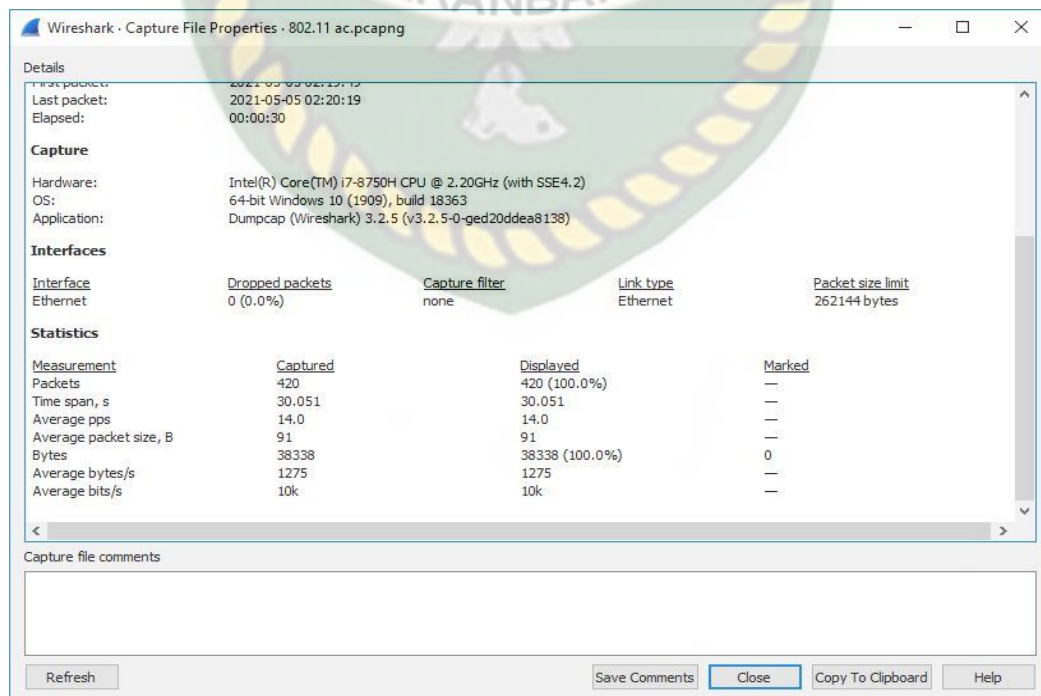 Wireshark · Capture File Properties · 802.11 ac.pcapng
Details
Last packet: 2021-05-05 02:20:19
Elapsed: 00:00:30
Capture
Hardware: Intel(R) Core(TM) i7-8750H CPU @ 2.20GHz (with SSE4.2)
OS: 64-bit Windows 10 (1909), build 18363
Application: Dumpcap (Wireshark) 3.2.5 (v3.2.5-0-ged20ddea8138)
Interfaces
Interface Dropped packets Capture filter Link type Packet size limit
Ethernet 0 (0.0%) none Ethernet 262144 bytes
Statistics
Measurement Captured Displayed Marked
Packets 420 420 (100.0%) —
Time span, s 30.051 30.051 —
Average pps 14.0 14.0 —
Average packet size, B 91 91 —
Bytes 38338 38338 (100.0%) 0
Average bytes/s 1275 1275 —
Average bits/s 10k 10k —
Capture file comments
Refresh Save Comments Close Copy To Clipboard Help